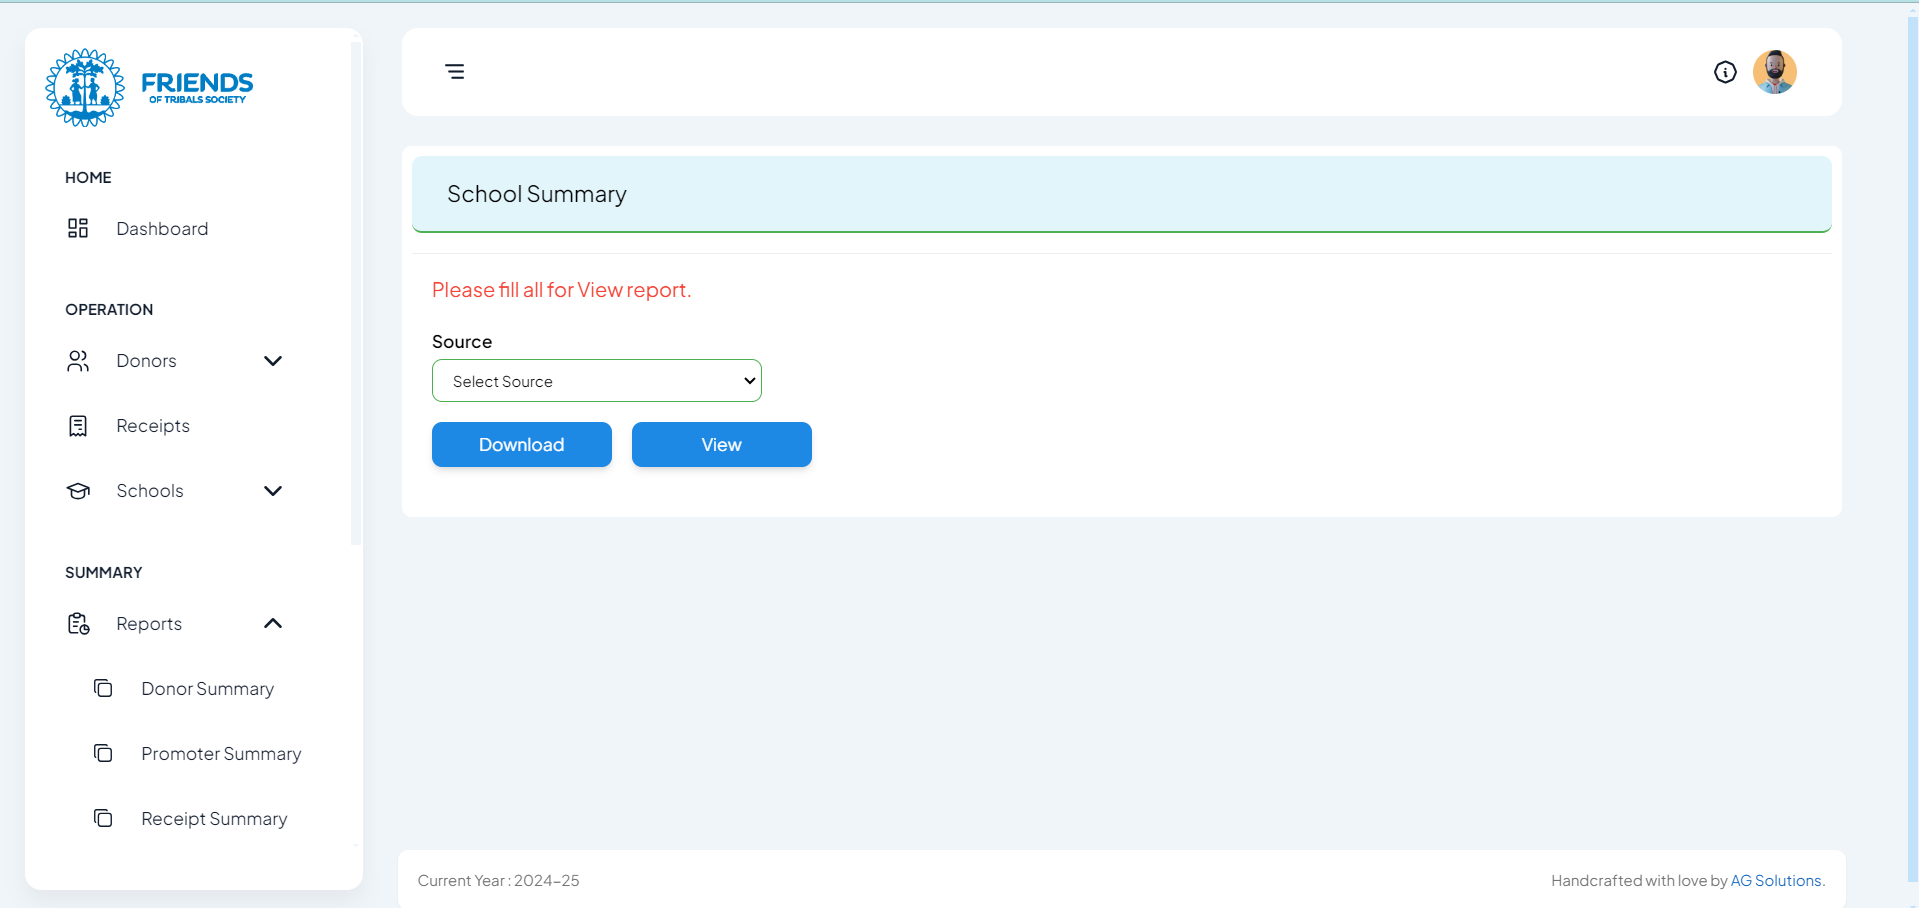 FRIENDS
OF TRIBALS SOCIETY
HOME
Dashboard
OPERATION
Donors
Receipts
Schools
SUMMARY
Reports
Donor Summary
Promoter Summary
Receipt Summary
School Summary
Please fill all for View report.
Source
Select Source
Download
View
Current Year : 2024-25
Handcrafted with love by AG Solutions.